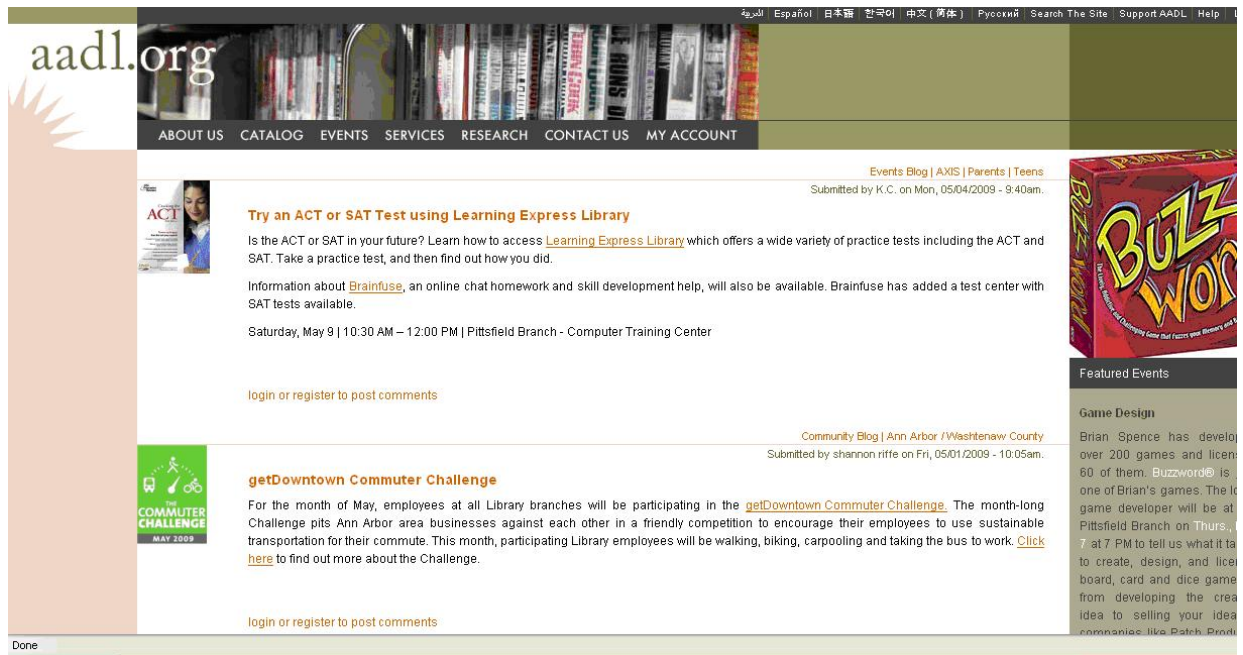 العربية Español 日本語 한국어 中文 (简体) Русский Search The Site Support AADL Help
aadl.org
ABOUT US CATALOG EVENTS SERVICES RESEARCH CONTACT US MY ACCOUNT
Events Blog | AXIS | Parents | Teens
Submitted by K.C. on Mon, 05/04/2009 - 9:40am.
ACT
Try an ACT or SAT Test using Learning Express Library
Is the ACT or SAT in your future? Learn how to access Learning Express Library which offers a wide variety of practice tests including the ACT and
SAT. Take a practice test, and then find out how you did.
Information about Brainfuse, an online chat homework and skill development help, will also be available. Brainfuse has added a test center with
SAT tests available.
Saturday, May 9 | 10:30 AM – 12:00 PM | Pittsfield Branch - Computer Training Center
login or register to post comments
Community Blog | Ann Arbor / Washtenaw County
Submitted by shannon riffe on Fri, 05/01/2009 - 10:05am.
THE
COMMUTER
CHALLENGE
MAY 2009
getDowntown Commuter Challenge
For the month of May, employees at all Library branches will be participating in the getDowntown Commuter Challenge. The month-long
Challenge pits Ann Arbor area businesses against each other in a friendly competition to encourage their employees to use sustainable
transportation for their commute. This month, participating Library employees will be walking, biking, carpooling and taking the bus to work. Click
here to find out more about the Challenge.
login or register to post comments
Buzz Word
Buzz Word
Featured Events
Game Design
Brian Spence has develop
over 200 games and licens
60 of them. Buzzword® is
one of Brian's games. The lo
game developer will be at
Pittsfield Branch on Thurs.,
7 at 7 PM to tell us what it ta
to create, design, and licen
board, card and dice game
from developing the crea
idea to selling your idea
companies like Patch Produ
Done